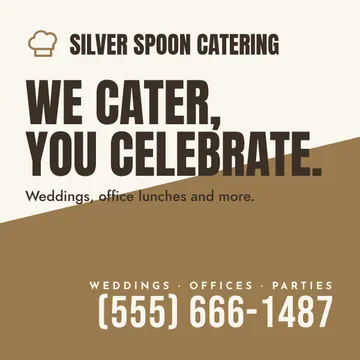 SILVER SPOON CATERING
WE CATER,
YOU CELEBRATE.
Weddings, office lunches and more.
WEDDINGS · OFFICES · PARTIES
(555) 666-1487